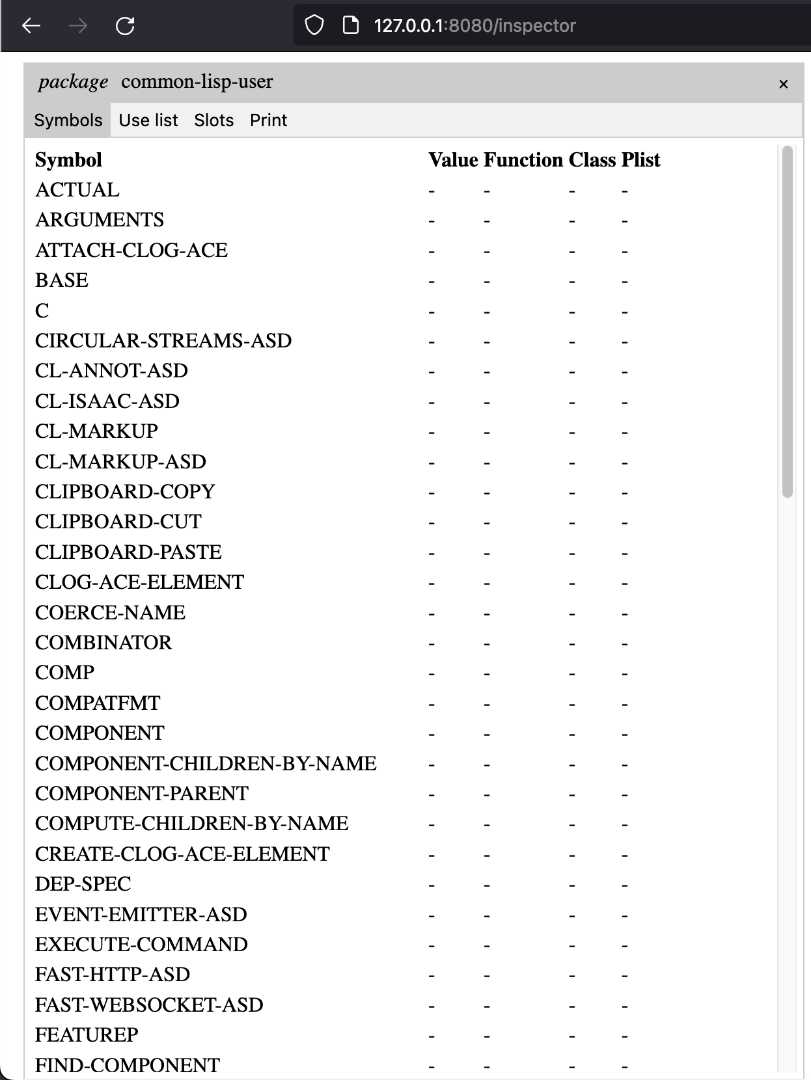 127.0.0.1:8080/inspector
package common-lisp-user ×
Symbols Use list Slots Print
Symbol Value Function Class Plist
ACTUAL - - - -
ARGUMENTS - - - -
ATTACH-CLOG-ACE - - - -
BASE - - - -
C - - - -
CIRCULAR-STREAMS-ASD - - - -
CL-ANNOT-ASD - - - -
CL-ISAAC-ASD - - - -
CL-MARKUP - - - -
CL-MARKUP-ASD - - - -
CLIPBOARD-COPY - - - -
CLIPBOARD-CUT - - - -
CLIPBOARD-PASTE - - - -
CLOG-ACE-ELEMENT - - - -
COERCE-NAME - - - -
COMBINATOR - - - -
COMP - - - -
COMPATFMT - - - -
COMPONENT - - - -
COMPONENT-CHILDREN-BY-NAME - - - -
COMPONENT-PARENT - - - -
COMPUTE-CHILDREN-BY-NAME - - - -
CREATE-CLOG-ACE-ELEMENT - - - -
DEP-SPEC - - - -
EVENT-EMITTER-ASD - - - -
EXECUTE-COMMAND - - - -
FAST-HTTP-ASD - - - -
FAST-WEBSOCKET-ASD - - - -
FEATUREP - - - -
FIND-COMPONENT - - - -